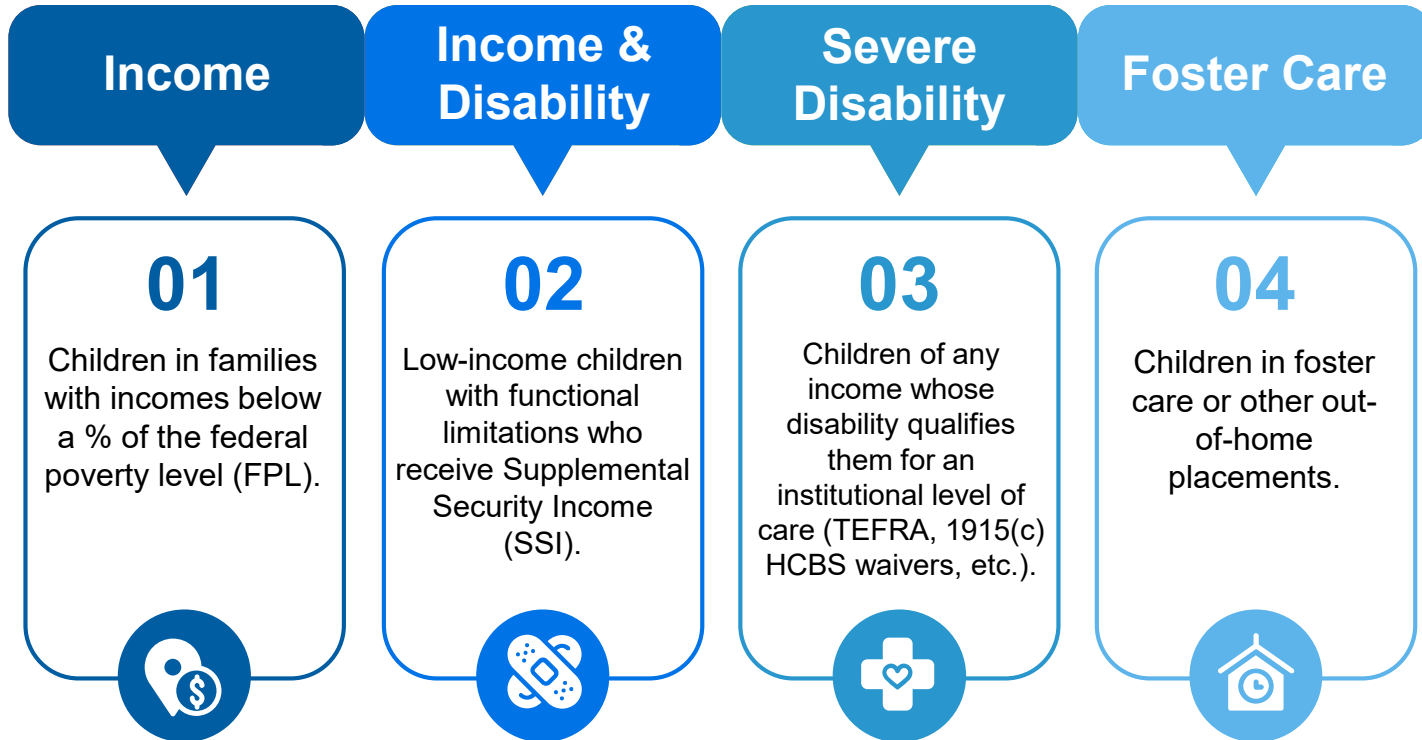 Income
01
Children in families
with incomes below
a % of the federal
poverty level (FPL).
Income &
Disability
02
Low-income children
with functional
limitations who
receive Supplemental
Security Income
(SSI).
Severe
Disability
03
Children of any
income whose
disability qualifies
them for an
institutional level of
care (TEFRA, 1915(c)
HCBS waivers, etc.).
Foster Care
04
Children in foster
care or other out-
of-home
placements.
$